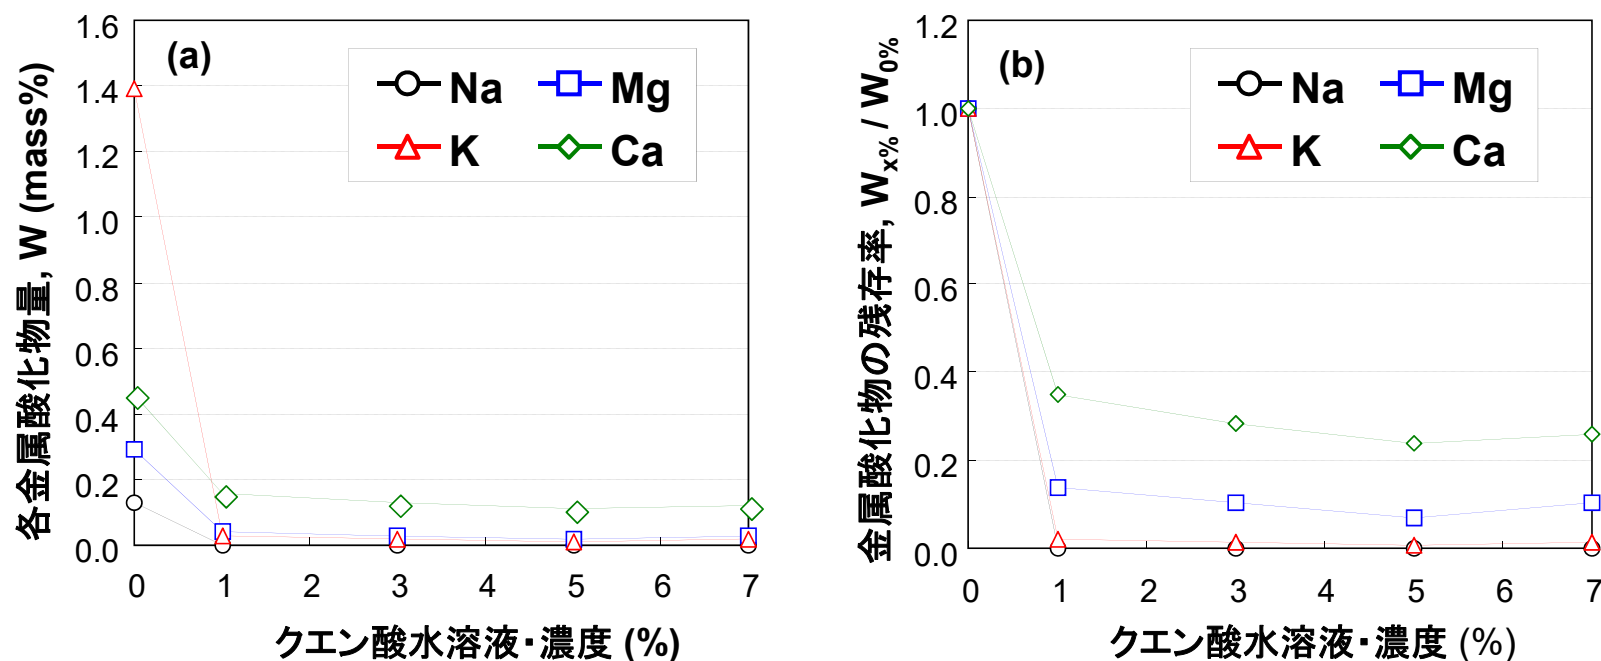 (a)
Na
Mg
K
Ca
1.6
1.4
1.2
1.0
0.8
0.6
0.4
0.2
0.0
0 1 2 3 4 5 6 7
各金属酸化物量, W (mass%)
クエン酸水溶液・濃度 (%)
(b)
Na
Mg
K
Ca
1.2
1.0
0.8
0.6
0.4
0.2
0.0
0 1 2 3 4 5 6 7
金属酸化物の残存率, Wx% / W0%
クエン酸水溶液・濃度 (%)